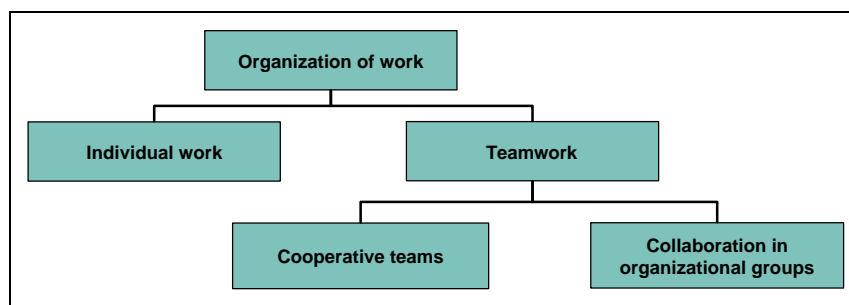 Organization of work
Individual work
Teamwork
Cooperative teams
Collaboration in
organizational groups